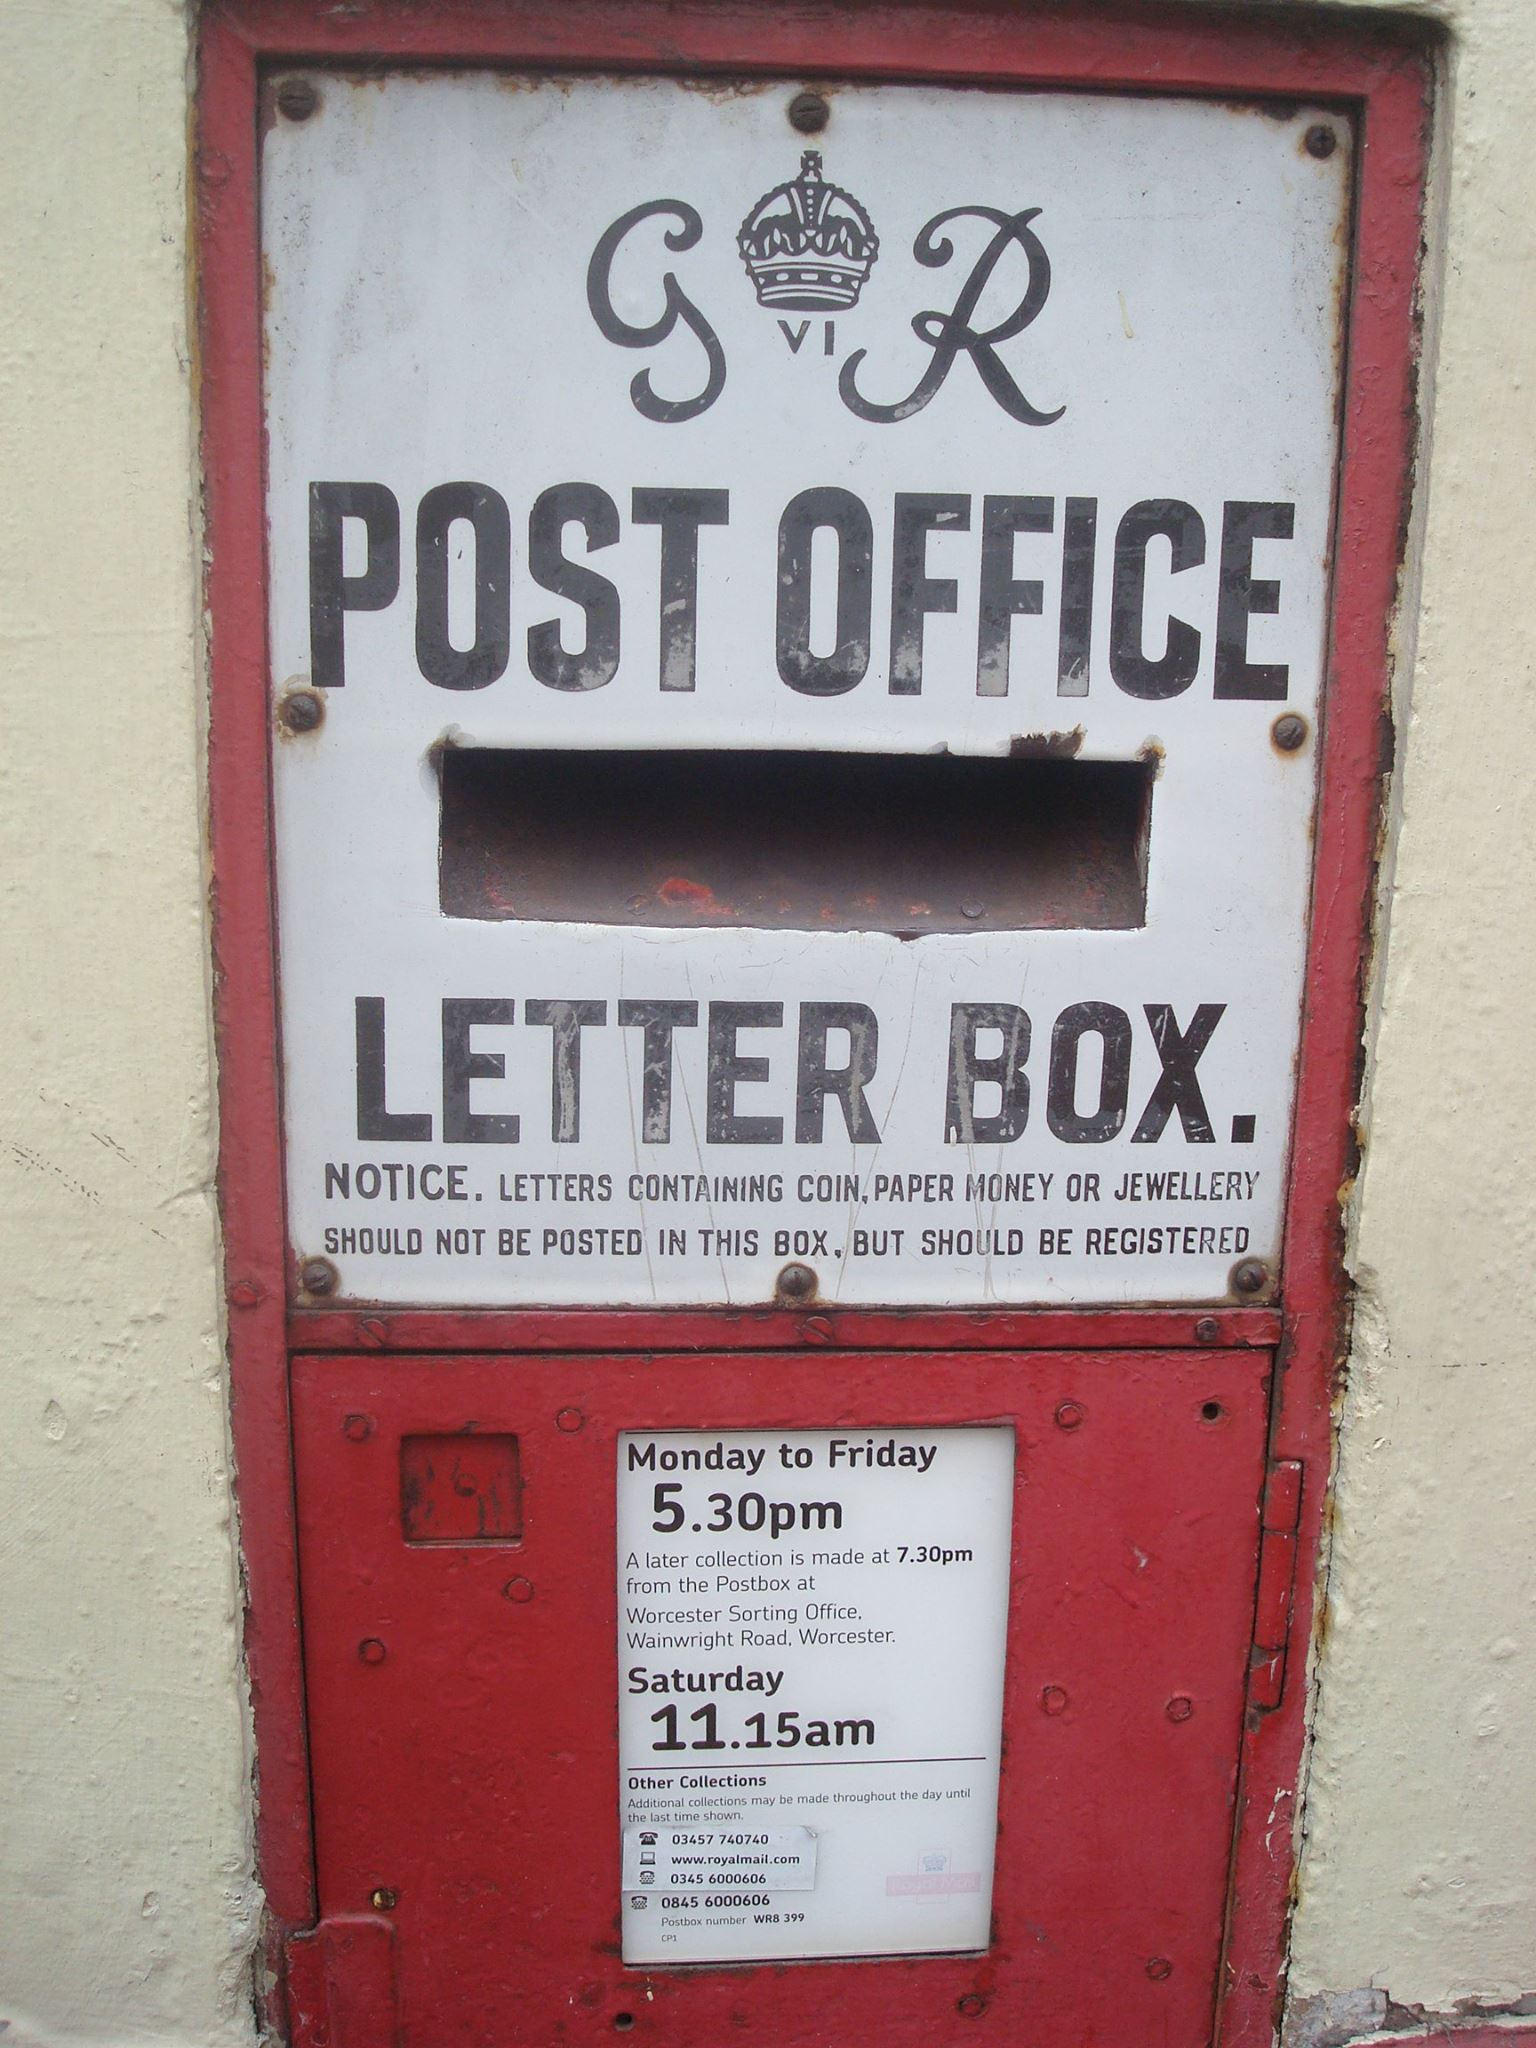 G VI R
POST OFFICE
LETTER BOX.
NOTICE. LETTERS CONTAINING COIN, PAPER MONEY OR JEWELLERY
SHOULD NOT BE POSTED IN THIS BOX, BUT SHOULD BE REGISTERED
Monday to Friday
5.30pm
A later collection is made at 7.30pm
from the Postbox at
Worcester Sorting Office,
Wainwright Road, Worcester.
Saturday
11.15am
Other Collections
Additional collections may be made throughout the day until
the last time shown.
03457 740740
www.royalmail.com
0345 6000606
0845 6000606
Postbox number WR8 399
CP1
Royal Mail